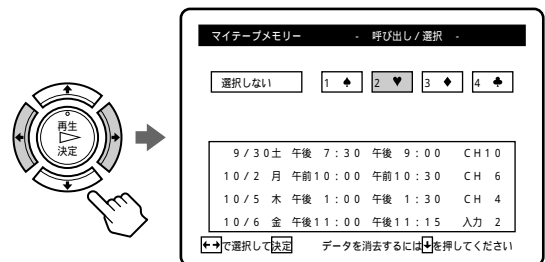 マイテープメモリー - 呼び出し / 選択 -
選択しない 1 ♠ 2 ♥ 3 ♦ 4 ♣
再生
決定
9/30土 午後 7:30 午後 9:00 CH10
10/2 月 午前10:00 午前10:30 CH 6
10/5 木 午後 1:00 午後 1:30 CH 4
10/6 金 午後11:00 午後11:15 入力 2
←→で選択して決定 データを消去するには↓を押してください